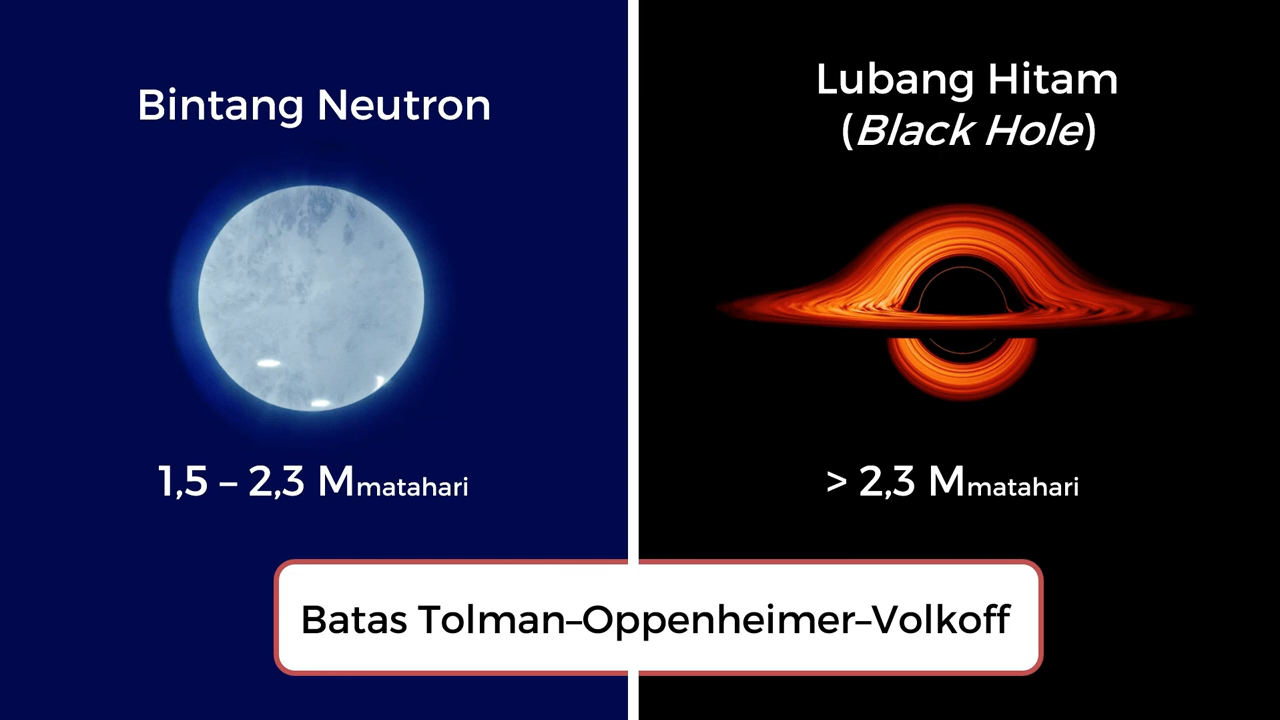 Bintang Neutron
1,5 – 2,3 Mmatahari
Lubang Hitam
(Black Hole)
> 2,3 Mmatahari
Batas Tolman–Oppenheimer–Volkoff